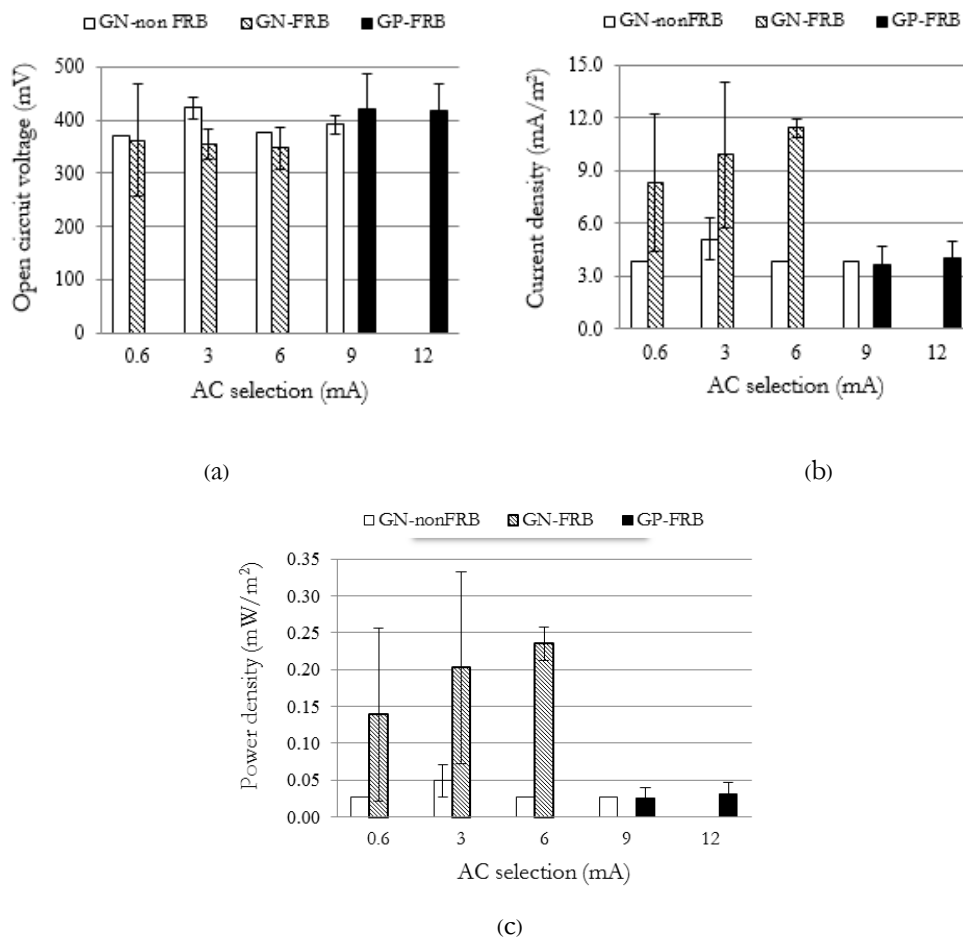 GN-non FRB GN-FRB GP-FRB
Open circuit voltage (mV)
500
400
300
200
100
0
0.6 3 6 9 12
AC selection (mA)
(a)
GN-nonFRB GN-FRB GP-FRB
Current density (mA/m²)
15.0
12.0
9.0
6.0
3.0
0.0
0.6 3 6 9 12
AC selection (mA)
(b)
GN-nonFRB GN-FRB GP-FRB
Power density (mW/m²)
0.35
0.30
0.25
0.20
0.15
0.10
0.05
0.00
0.6 3 6 9 12
AC selection (mA)
(c)